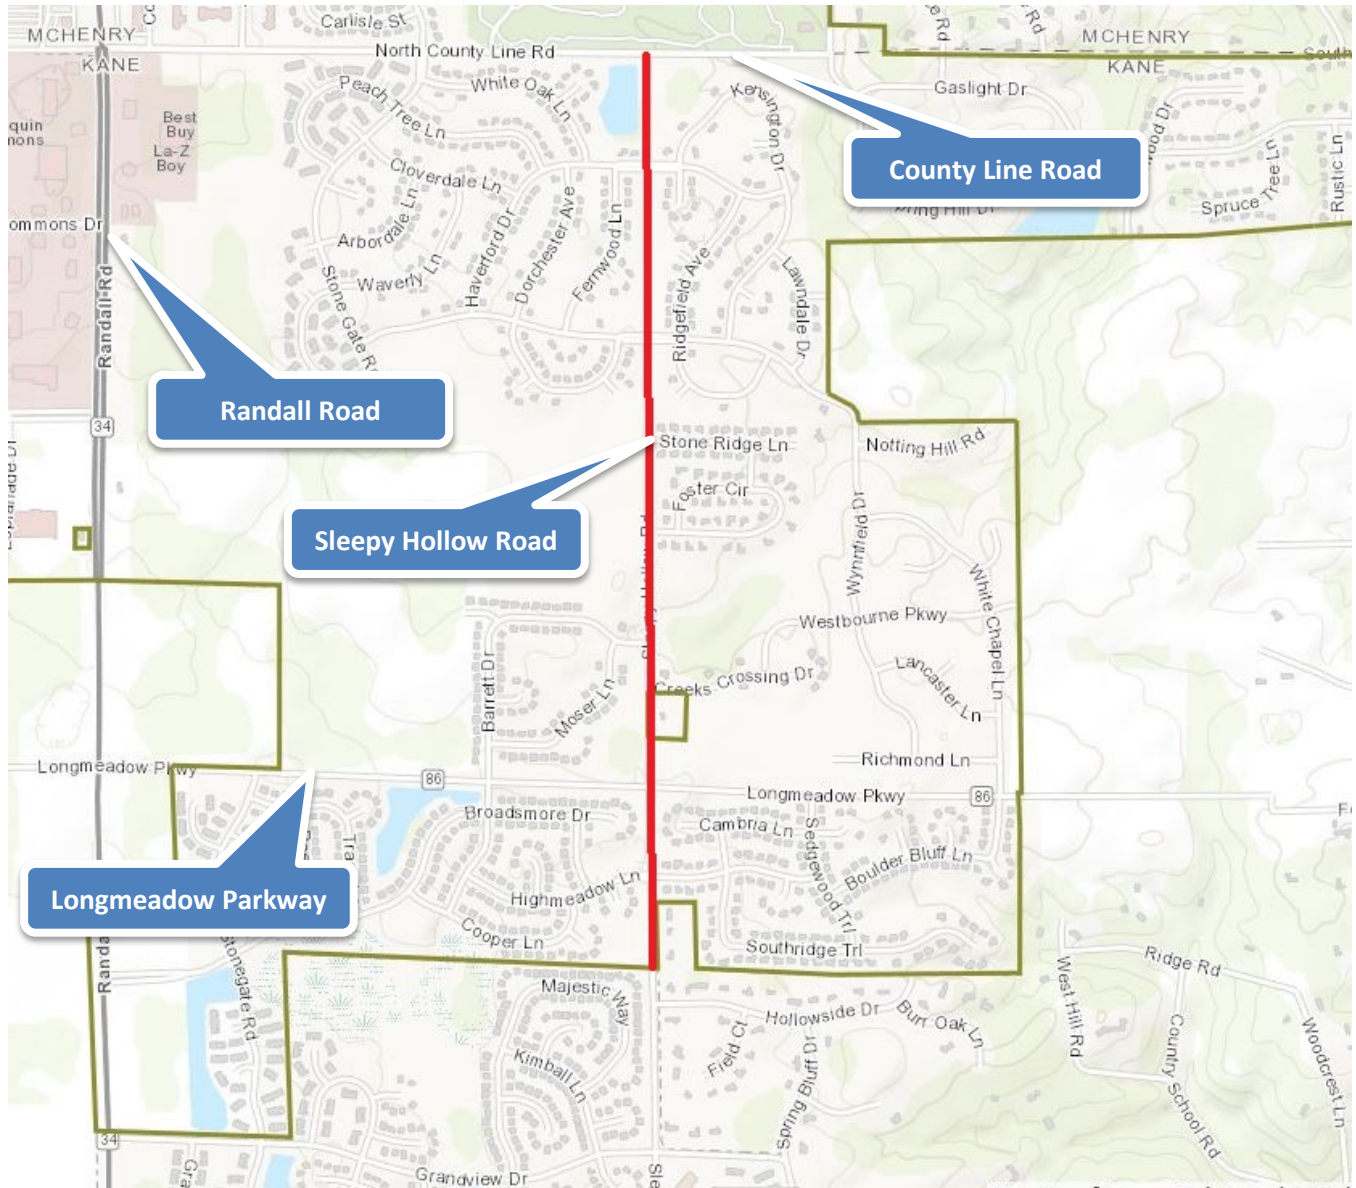 Carlisle St
MCHENRY
North County Line Rd
MCHENRY
KANE
KANE
South
Gaslight Dr
White Oak Ln
Peach Tree Ln
Kensington Dr
Best
Buy
La-Z
Boy
County Line Road
Cloverdale Ln
Spruce Tree Ln
Rustic Ln
ommons Dr
Arbordale Ln
Haverford Dr
Dorchester Ave
Fernwood Ln
Waverly Ln
Stone Gate R
Ridgefield Ave
Lawndale Dr
Randall Rd
Randall Road
34
Stone Ridge Ln
Notting Hill Rd
Foster Cir
Wynnfield Dr
Sleepy Hollow Road
White Chapel Ln
Westbourne Pkwy
Creeks Crossing Dr
Lancaster Ln
Barrett Dr
Moser Ln
Richmond Ln
Longmeadow Pkwy
86
Longmeadow Pkwy
86
Broadsmore Dr
Cambria Ln
Sedgewood Trl
Boulder Bluff Ln
Longmeadow Parkway
Highmeadow Ln
Cooper Ln
Southridge Trl
Randa
Stonegate Rd
Majestic Way
Hollowside Dr
Burr Oak Ln
West Hill Rd
Ridge Rd
Country School Rd
Woodcrest Ln
Field Ct
Kimball Ln
Spring Bluff Dr
34
Grandview Dr
Gra
Sle